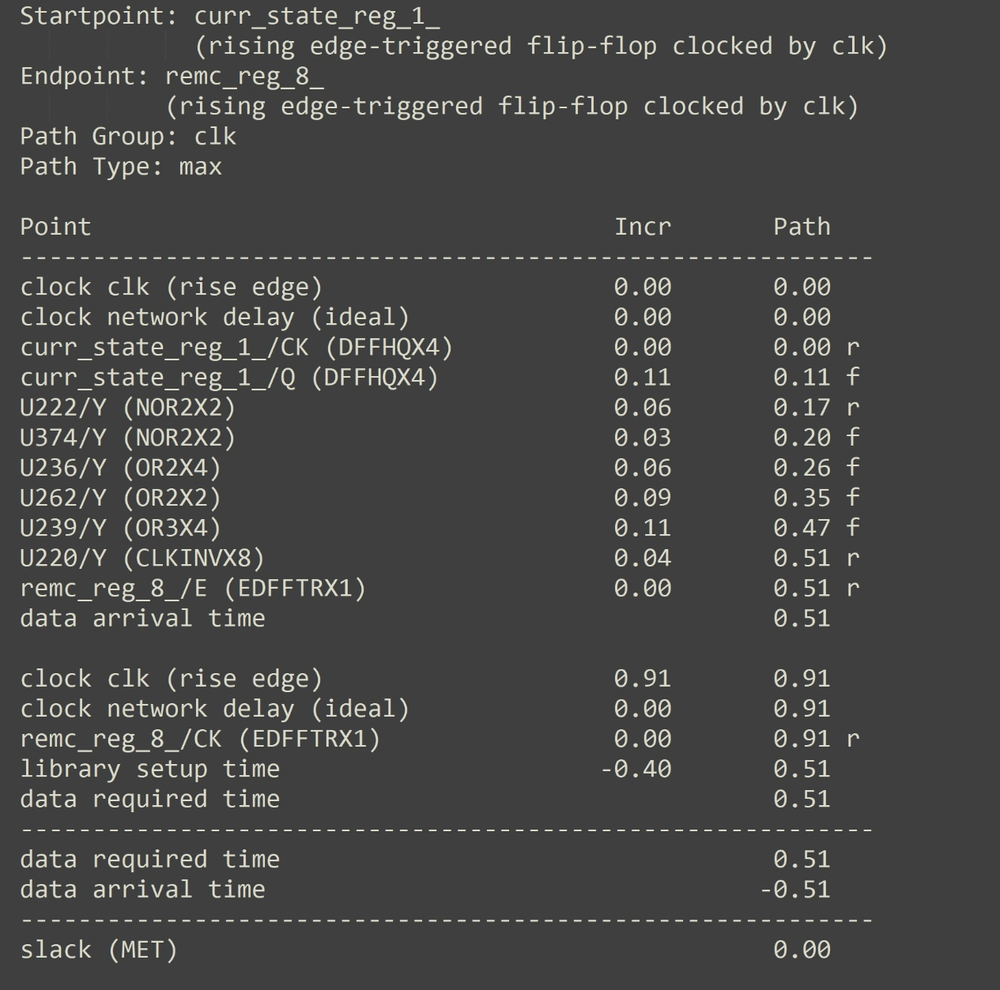 Startpoint: curr_state_reg_1_
(rising edge-triggered flip-flop clocked by clk)
Endpoint: remc_reg_8_
(rising edge-triggered flip-flop clocked by clk)
Path Group: clk
Path Type: max
Point Incr Path
-----------------------------------------------------------
clock clk (rise edge) 0.00 0.00
clock network delay (ideal) 0.00 0.00
curr_state_reg_1_/CK (DFFHQX4) 0.00 0.00 r
curr_state_reg_1_/Q (DFFHQX4) 0.11 0.11 f
U222/Y (NOR2X2) 0.06 0.17 r
U374/Y (NOR2X2) 0.03 0.20 f
U236/Y (OR2X4) 0.06 0.26 f
U262/Y (OR2X2) 0.09 0.35 f
U239/Y (OR3X4) 0.11 0.47 f
U220/Y (CLKINVX8) 0.04 0.51 r
remc_reg_8_/E (EDFFTRX1) 0.00 0.51 r
data arrival time 0.51
clock clk (rise edge) 0.91 0.91
clock network delay (ideal) 0.00 0.91
remc_reg_8_/CK (EDFFTRX1) 0.00 0.91 r
library setup time -0.40 0.51
data required time 0.51
-----------------------------------------------------------
data required time 0.51
data arrival time -0.51
-----------------------------------------------------------
slack (MET) 0.00